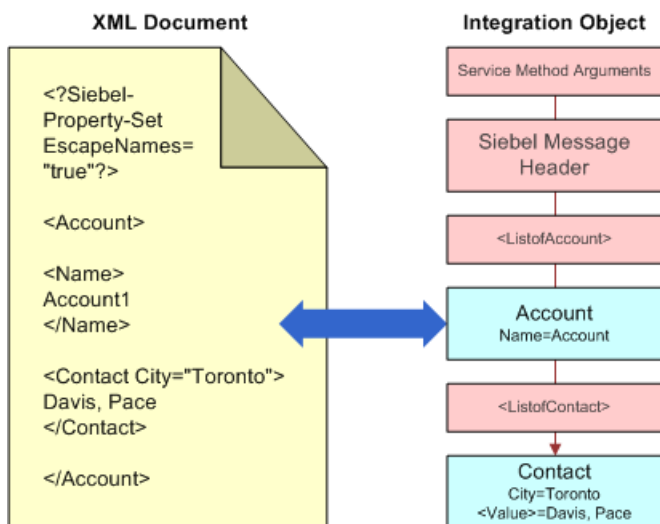 XML Document
<?Siebel-
Property-Set
EscapeNames=
"true"?>
<Account>
<Name>
Account1
</Name>
<Contact City="Toronto">
Davis, Pace
</Contact>
</Account>
Integration Object
Service Method Arguments
Siebel Message
Header
<ListofAccount>
Account
Name=Account
<ListofContact>
Contact
City=Toronto
<Value>=Davis, Pace